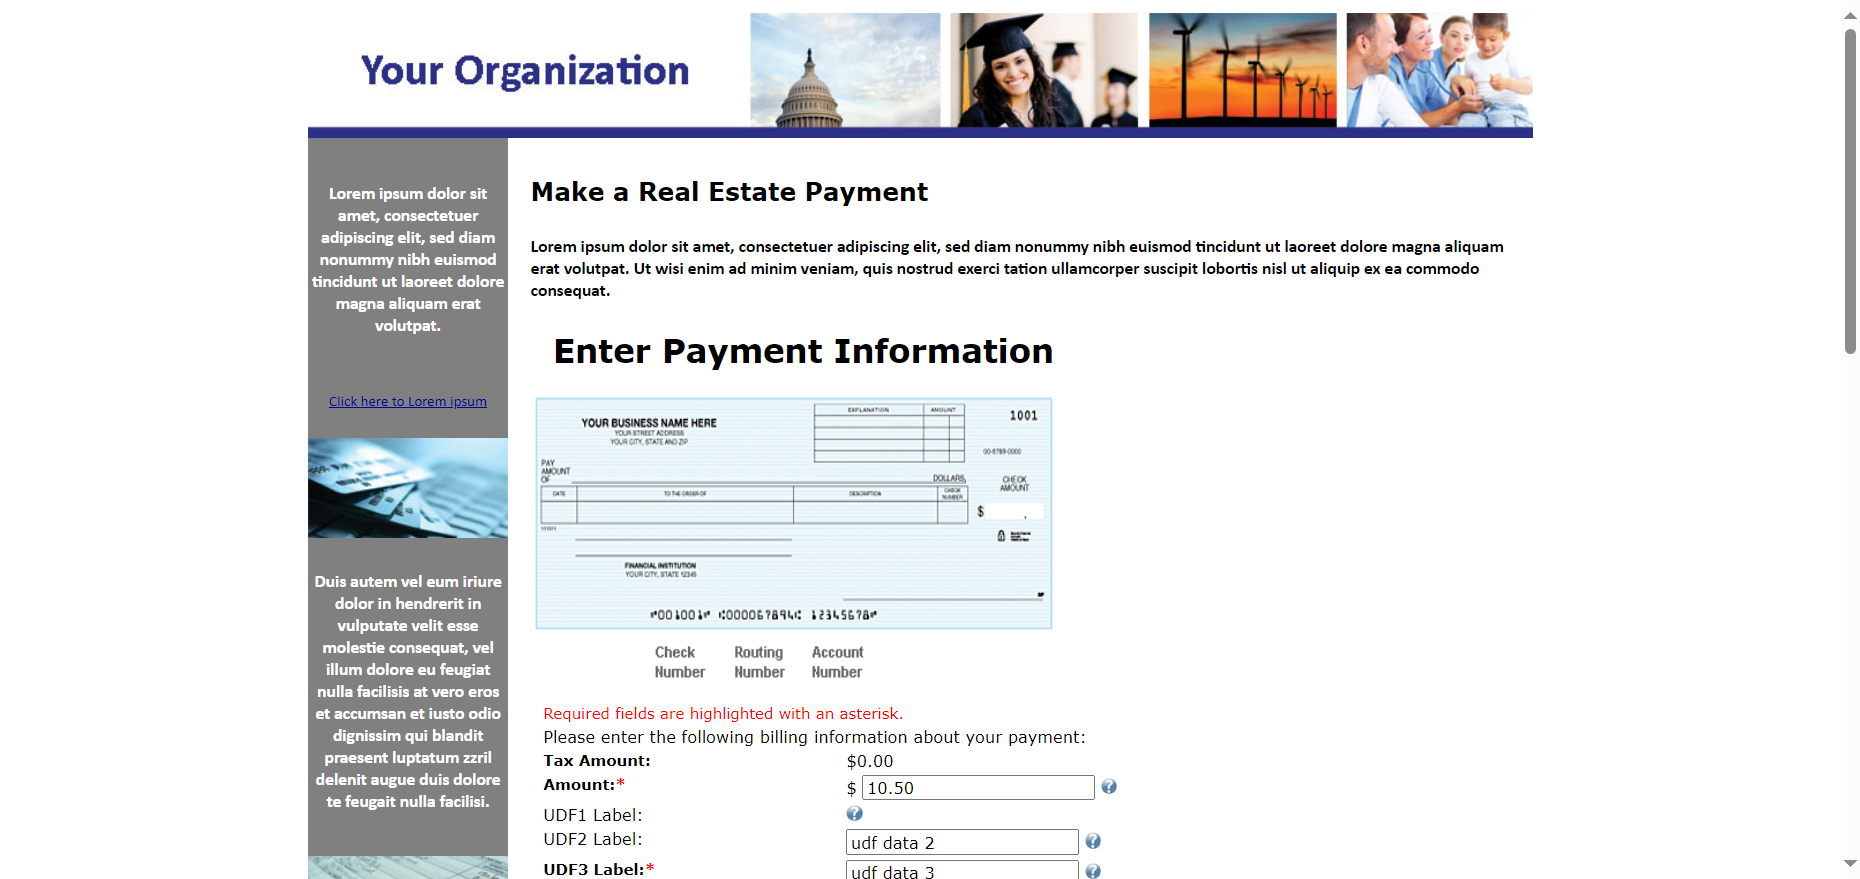 Your Organization
Lorem ipsum dolor sit
amet, consectetuer
adipiscing elit, sed diam
nonummy nibh euismod
tincidunt ut laoreet dolore
magna aliquam erat
volutpat.
Click here to Lorem ipsum
Duis autem vel eum iriure
dolor in hendrerit in
vulputate velit esse
molestie consequat, vel
illum dolore eu feugiat
nulla facilisis at vero eros
et accumsan et iusto odio
dignissim qui blandit
praesent luptatum zzril
delenit augue duis dolore
te feugait nulla facilisi.
Make a Real Estate Payment
Lorem ipsum dolor sit amet, consectetuer adipiscing elit, sed diam nonummy nibh euismod tincidunt ut laoreet dolore magna aliquam
erat volutpat. Ut wisi enim ad minim veniam, quis nostrud exerci tation ullamcorper suscipit lobortis nisl ut aliquip ex ea commodo
consequat.
Enter Payment Information
EXPLANATION AMOUNT
1001
YOUR BUSINESS NAME HERE
YOUR STREET ADDRESS
YOUR CITY, STATE AND ZIP
00-6789-0000
PAY
AMOUNT
OF
DOLLARS,
CHECK
AMOUNT
DATE TO THE ORDER OF DESCRIPTION CHECK NUMBER
$
FINANCIAL INSTITUTION
YOUR CITY, STATE 12345
⑈001001⑈ ⑆000067894⑆ 12345678⑈
Check Number
Routing Number
Account Number
Required fields are highlighted with an asterisk.
Please enter the following billing information about your payment:
Tax Amount: $0.00
Amount:* $ 10.50 ?
UDF1 Label: ?
UDF2 Label: udf data 2 ?
UDF3 Label:* udf data 3 ?